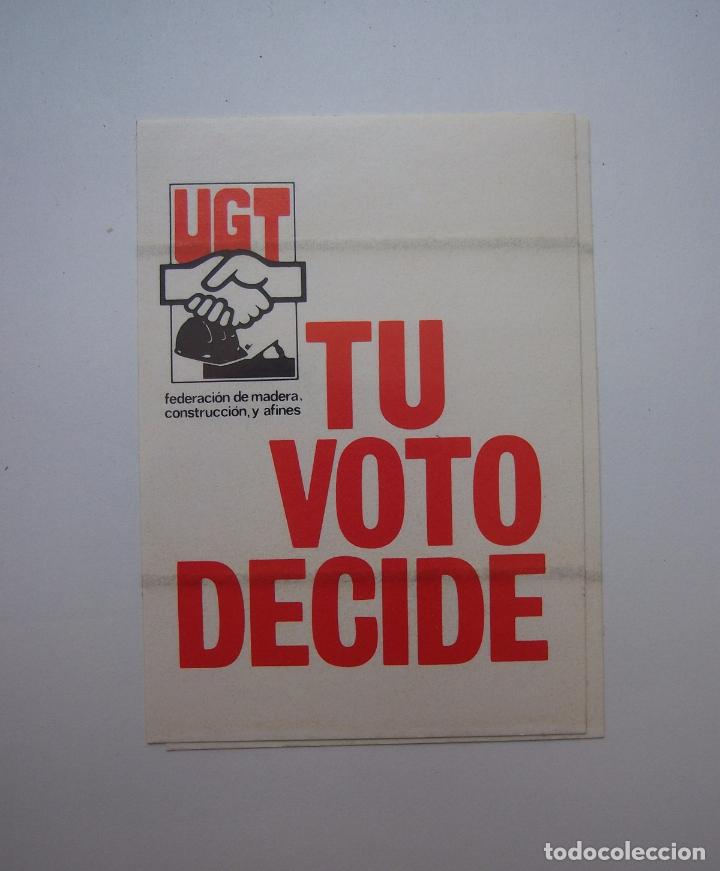 UGT
federación de madera,
construcción, y afines
TU
VOTO
DECIDE
todocoleccion